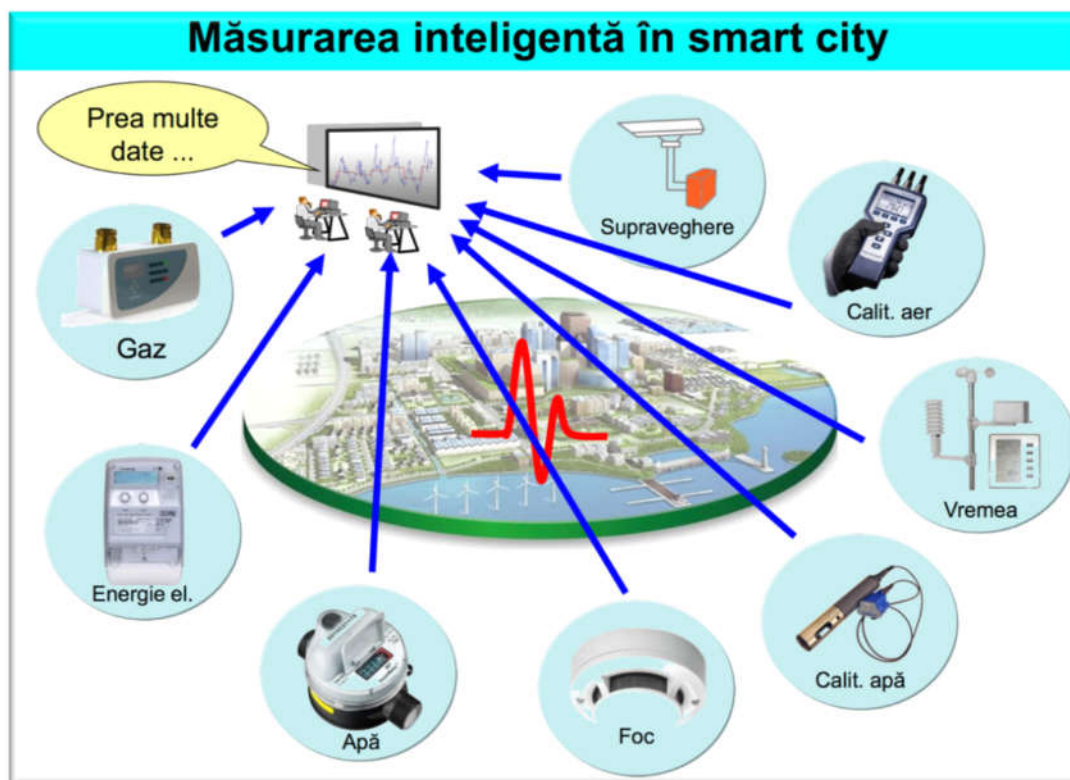 Măsurarea inteligentă în smart city
Prea multe
date ...
Supraveghere
Calit. aer
Gaz
Vremea
Energie el.
Calit. apă
Apă
Foc